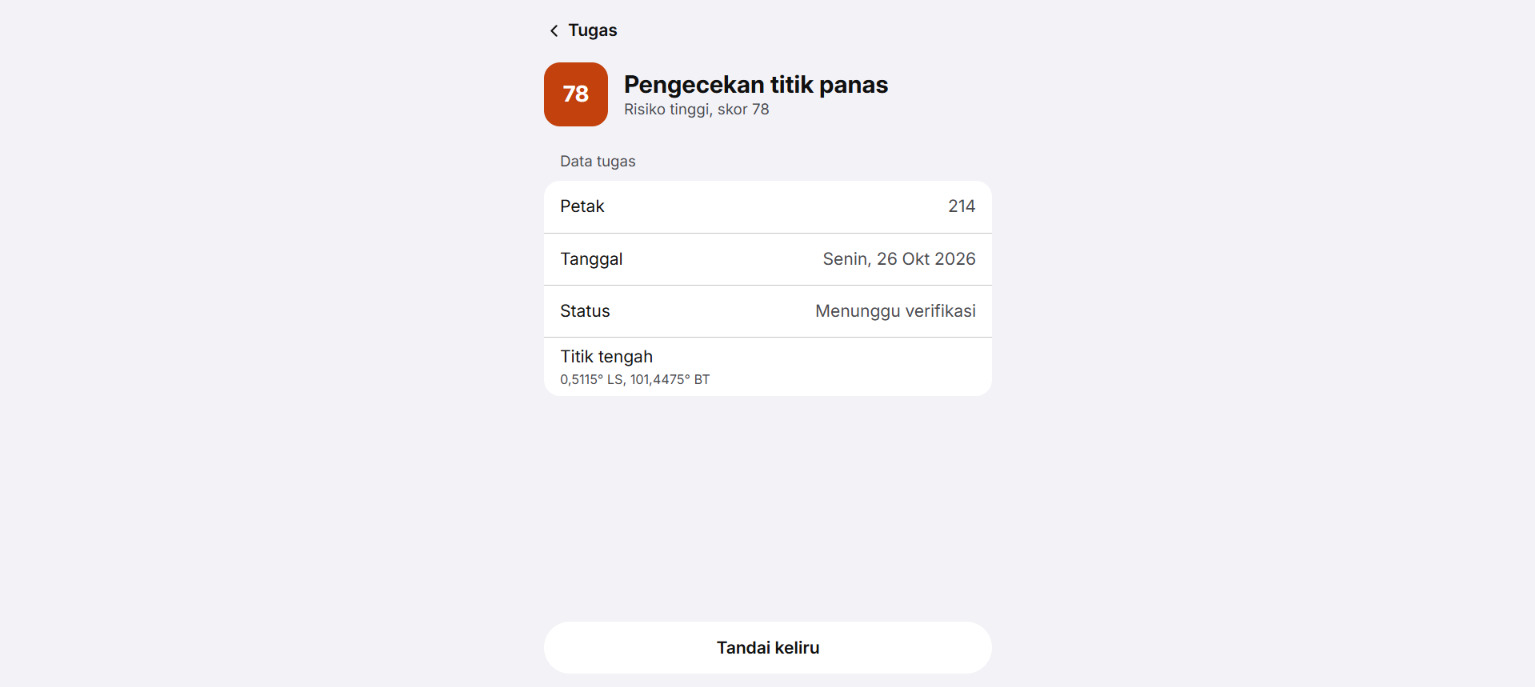 Tugas
78
Pengecekan titik panas
Risiko tinggi, skor 78
Data tugas
Petak 214
Tanggal Senin, 26 Okt 2026
Status Menunggu verifikasi
Titik tengah
0,5115° LS, 101,4475° BT
Tandai keliru